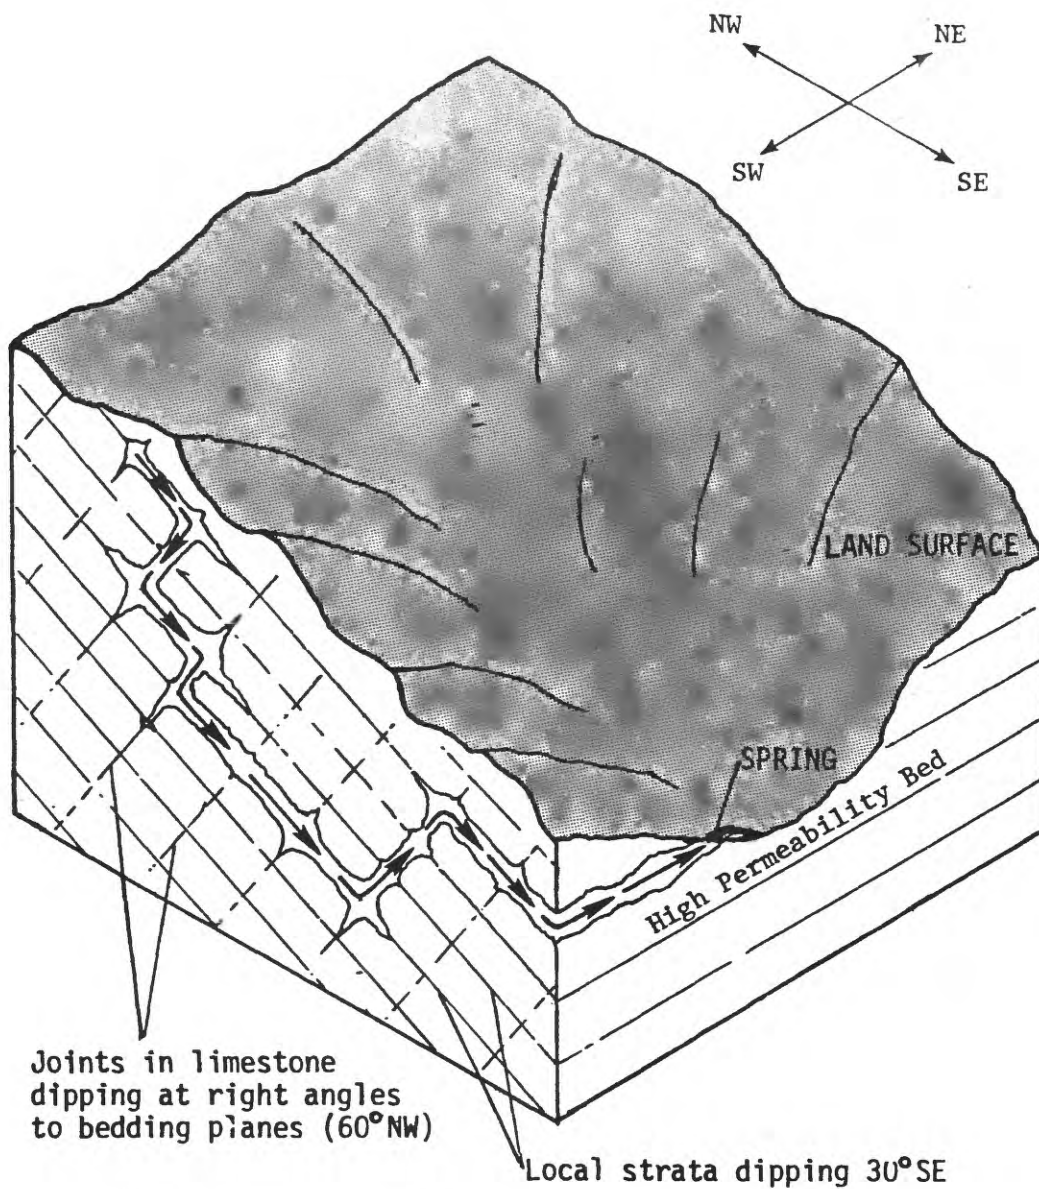 NW
NE
SW
SE
LAND SURFACE
SPRING
High Permeability Bed
Joints in limestone
dipping at right angles
to bedding planes (60°NW)
Local strata dipping 30°SE